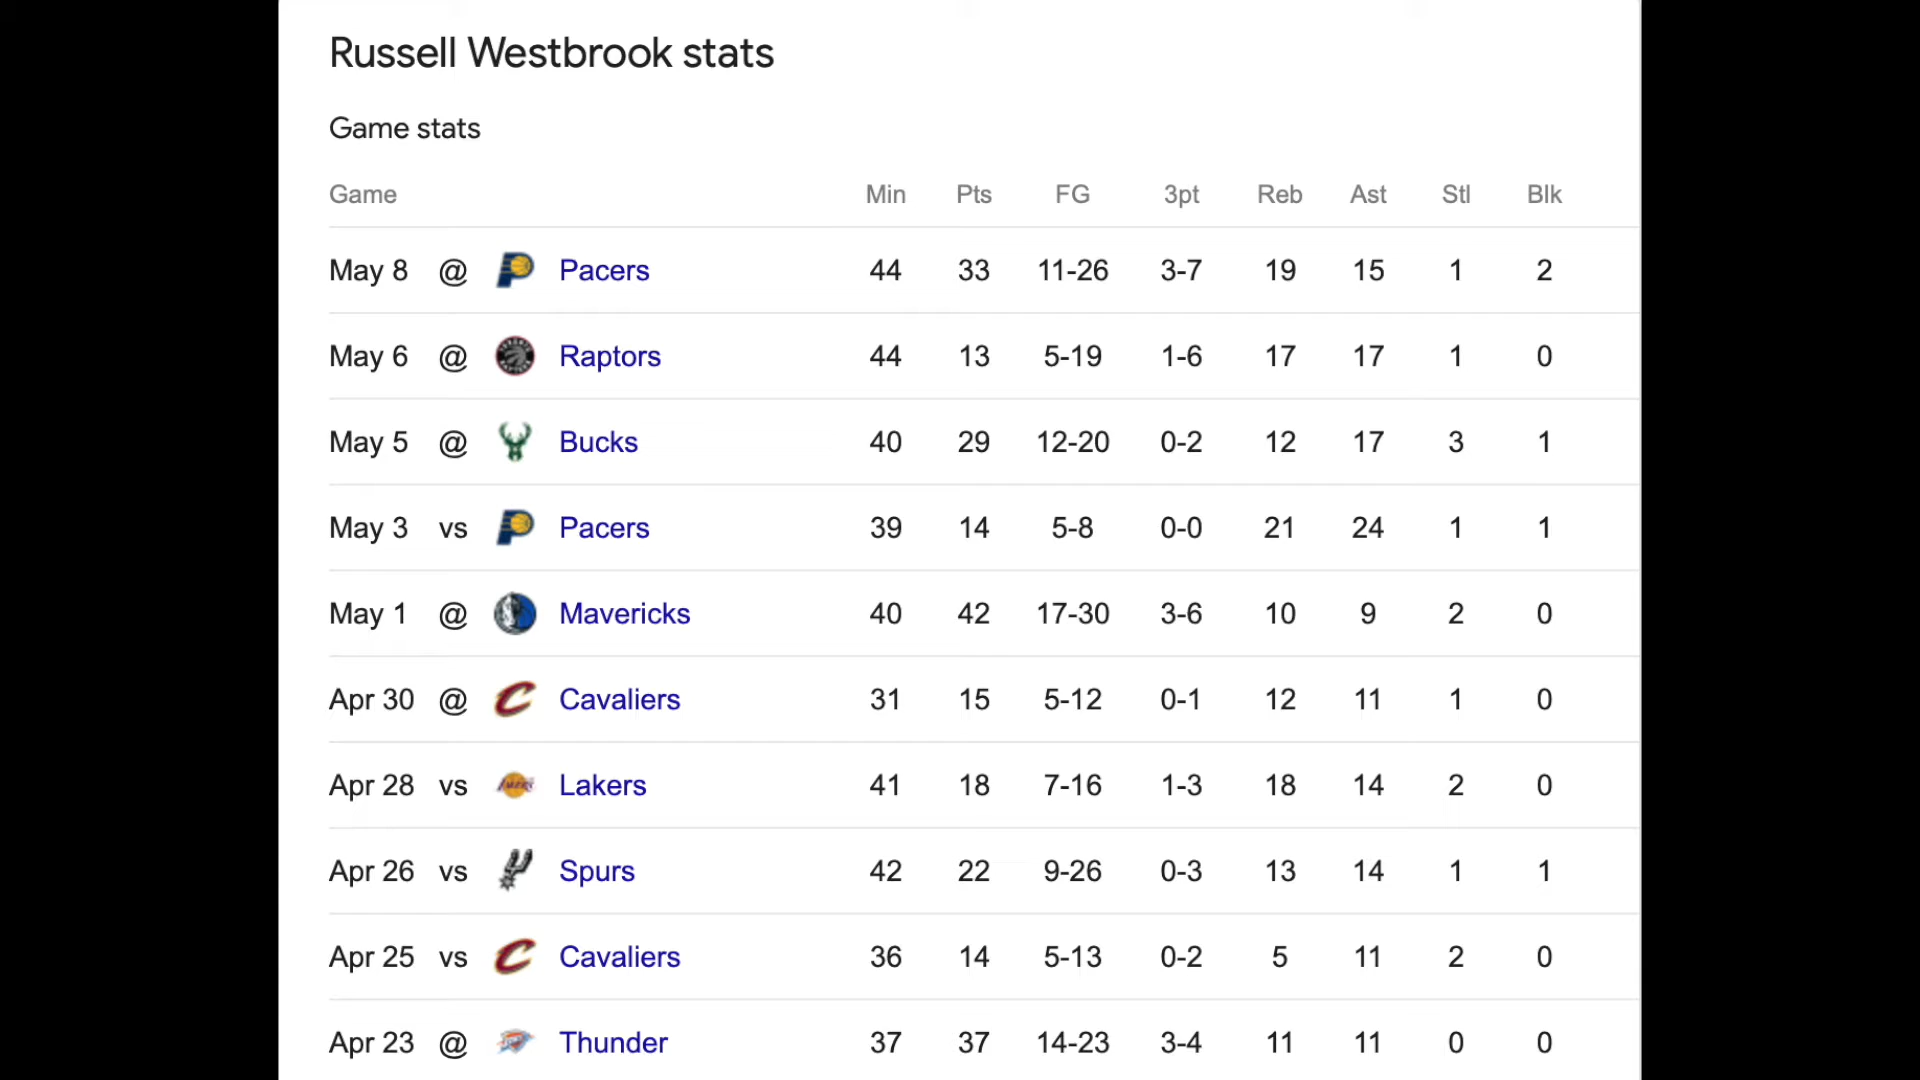 Russell Westbrook stats
Game stats
Game Min Pts FG 3pt Reb Ast Stl Blk
May 8 @ Pacers 44 33 11-26 3-7 19 15 1 2
May 6 @ Raptors 44 13 5-19 1-6 17 17 1 0
May 5 @ Bucks 40 29 12-20 0-2 12 17 3 1
May 3 vs Pacers 39 14 5-8 0-0 21 24 1 1
May 1 @ Mavericks 40 42 17-30 3-6 10 9 2 0
Apr 30 @ Cavaliers 31 15 5-12 0-1 12 11 1 0
Apr 28 vs Lakers 41 18 7-16 1-3 18 14 2 0
Apr 26 vs Spurs 42 22 9-26 0-3 13 14 1 1
Apr 25 vs Cavaliers 36 14 5-13 0-2 5 11 2 0
Apr 23 @ Thunder 37 37 14-23 3-4 11 11 0 0